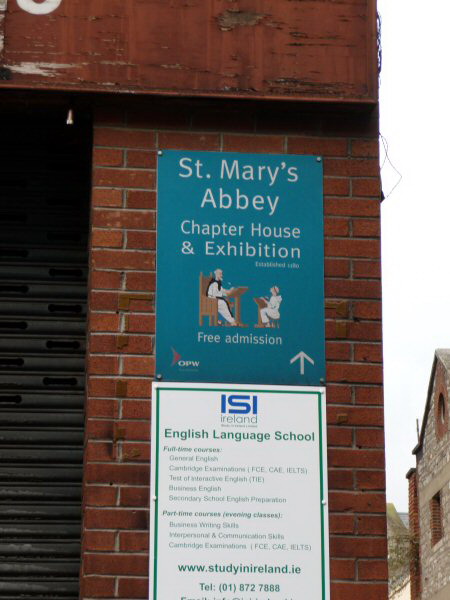 St. Mary's
Abbey
Chapter House
& Exhibition
Established 1180
Free admission
OPW
ISI
ireland
English Language School
Full-time courses:
General English
Cambridge Examinations ( FCE, CAE, IELTS)
Test of Interactive English (TIE)
Business English
Secondary School English Preparation
Part-time courses (evening classes):
Business Writing Skills
Interpersonal & Communication Skills
Cambridge Examinations ( FCE, CAE, IELTS)
www.studyinireland.ie
Tel: (01) 872 7888